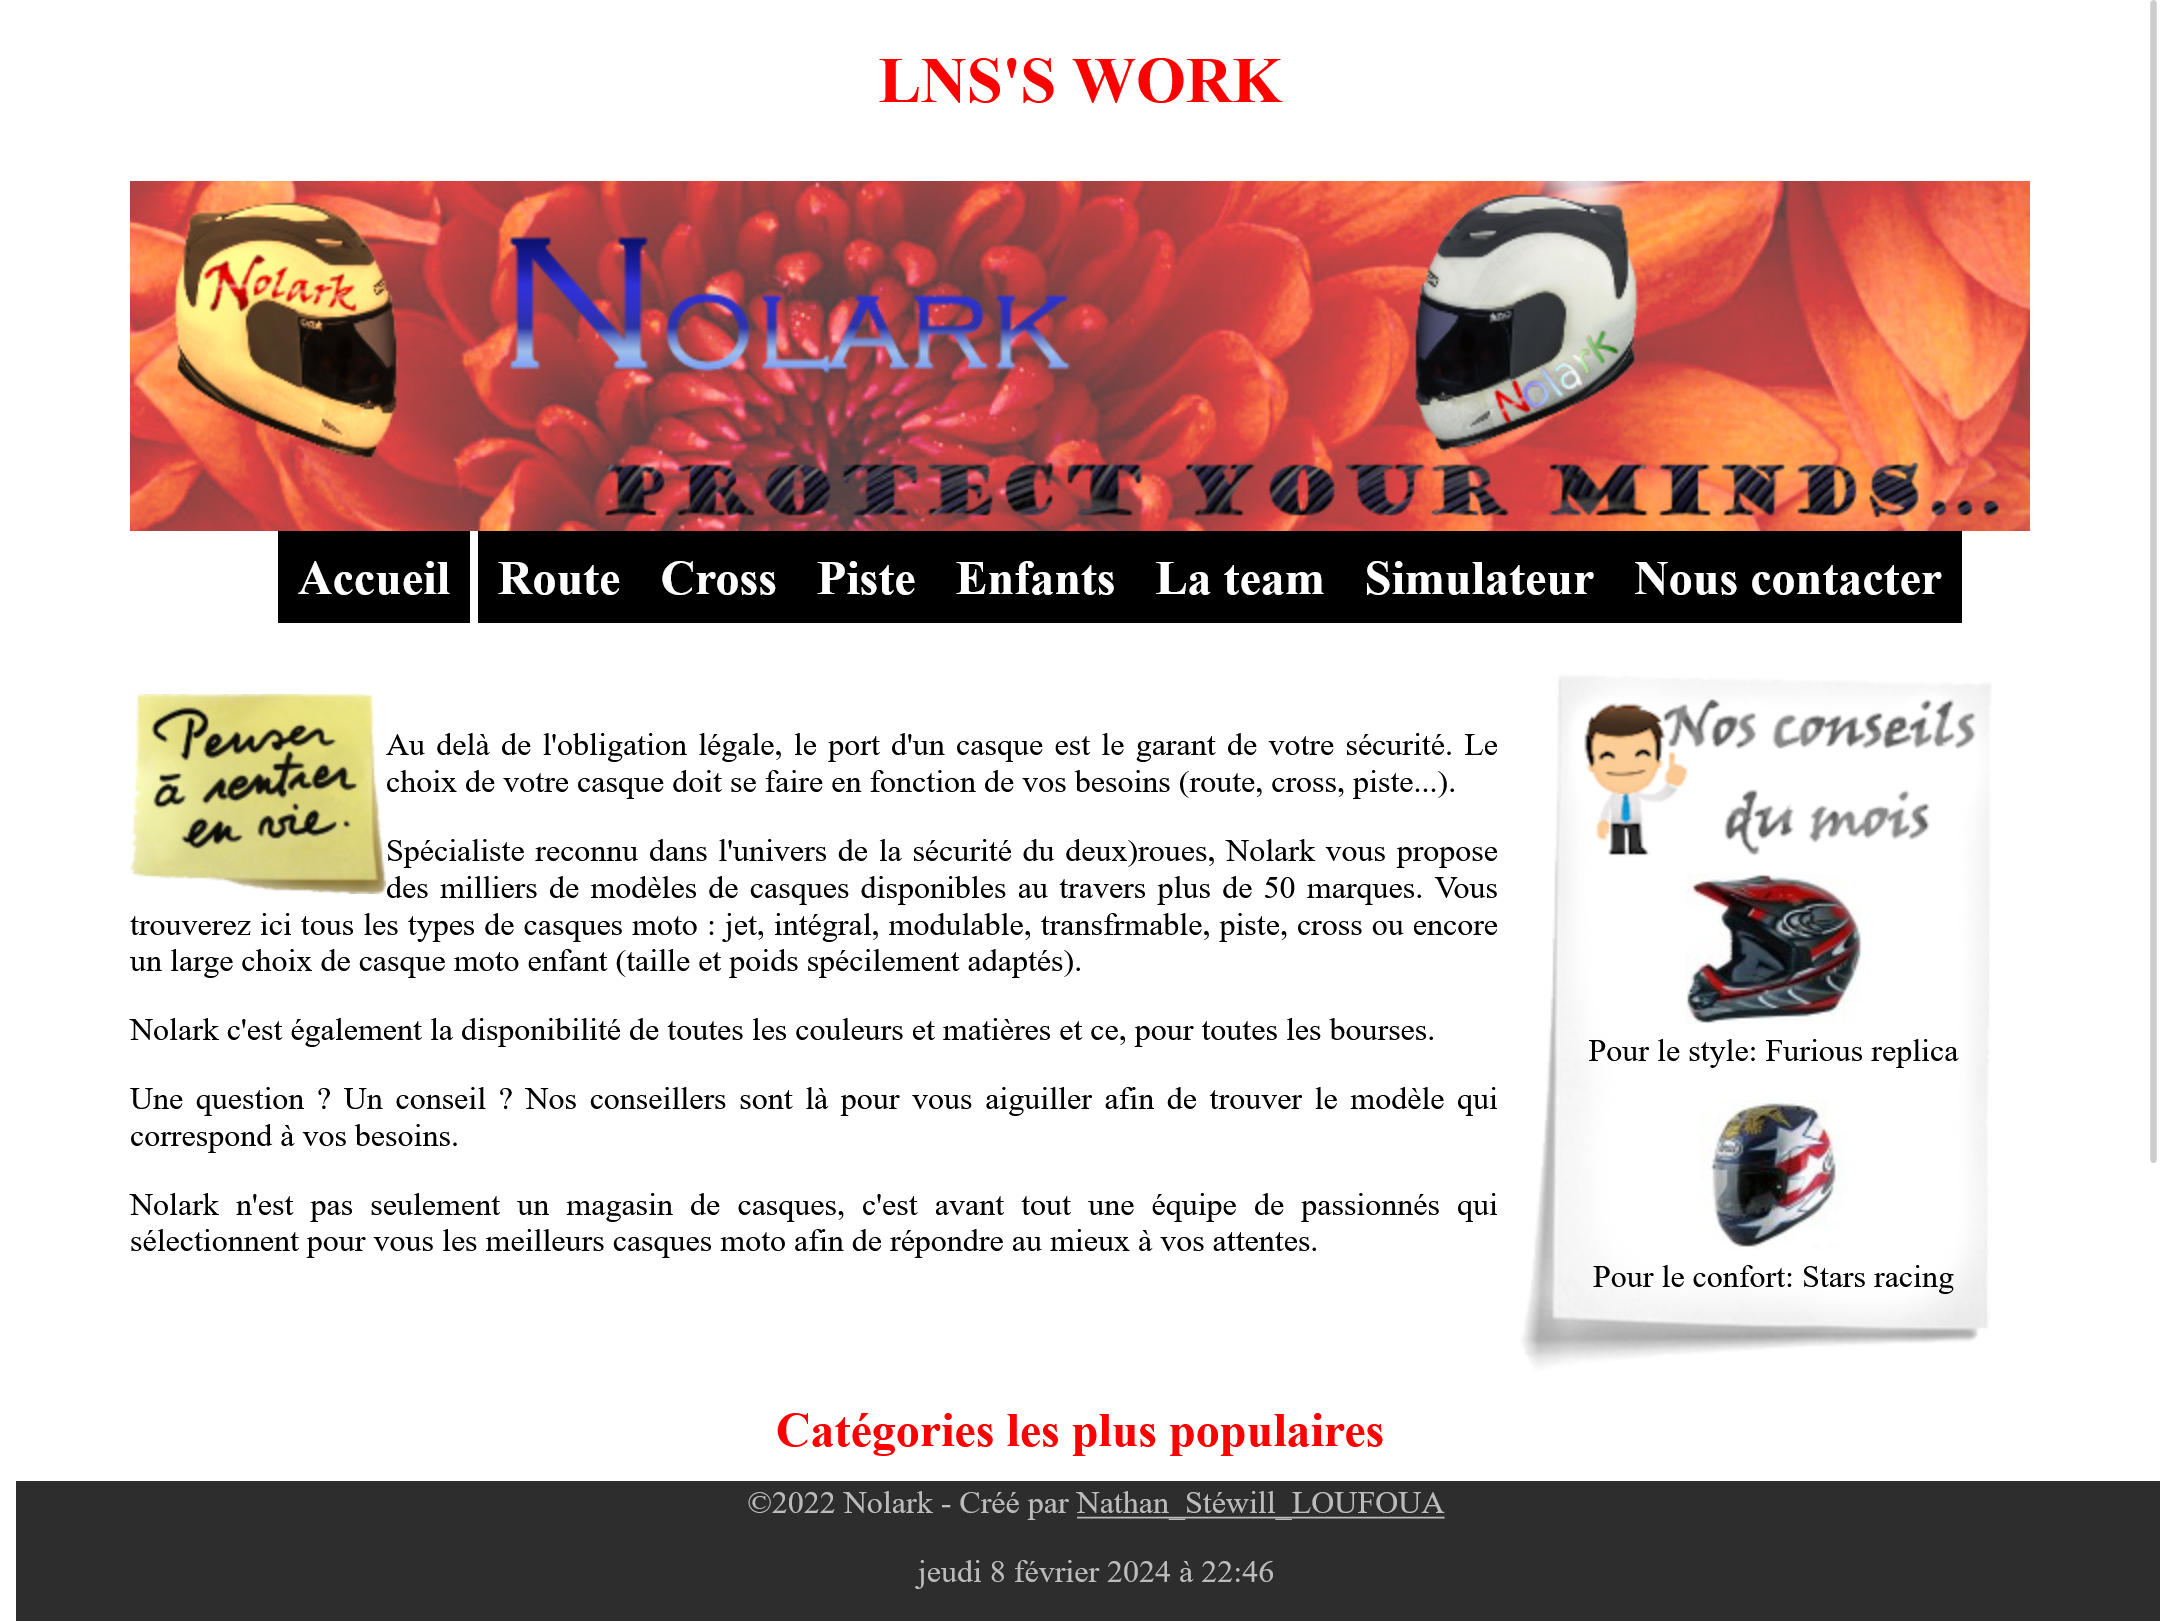 LNS'S WORK
Nolark
NOLARK
Nolark
PROTECT YOUR MINDS...
Accueil Route Cross Piste Enfants La team Simulateur Nous contacter
Penser
à rentrer
en vie.
Au delà de l'obligation légale, le port d'un casque est le garant de votre sécurité. Le
choix de votre casque doit se faire en fonction de vos besoins (route, cross, piste...).
Spécialiste reconnu dans l'univers de la sécurité du deux)roues, Nolark vous propose
des milliers de modèles de casques disponibles au travers plus de 50 marques. Vous
trouverez ici tous les types de casques moto : jet, intégral, modulable, transfrmable, piste, cross ou encore
un large choix de casque moto enfant (taille et poids spécilement adaptés).
Nolark c'est également la disponibilité de toutes les couleurs et matières et ce, pour toutes les bourses.
Une question ? Un conseil ? Nos conseillers sont là pour vous aiguiller afin de trouver le modèle qui
correspond à vos besoins.
Nolark n'est pas seulement un magasin de casques, c'est avant tout une équipe de passionnés qui
sélectionnent pour vous les meilleurs casques moto afin de répondre au mieux à vos attentes.
Nos conseils
du mois
Pour le style: Furious replica
Pour le confort: Stars racing
Catégories les plus populaires
©2022 Nolark - Créé par Nathan_Stéwill_LOUFOUA
jeudi 8 février 2024 à 22:46